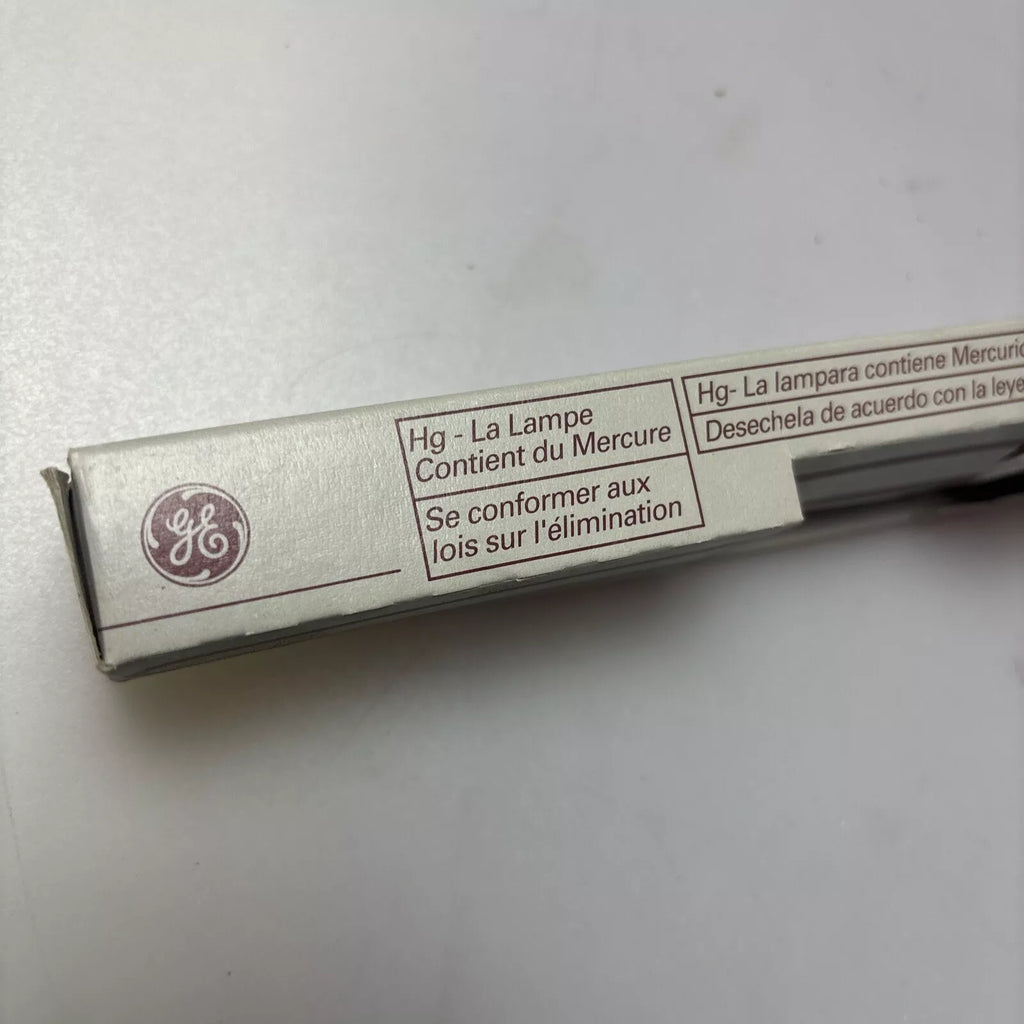 GE
Hg - La Lampe
Contient du Mercure
Se conformer aux
lois sur l'élimination
Hg- La lampara contiene Mercurio
Desechela de acuerdo con la